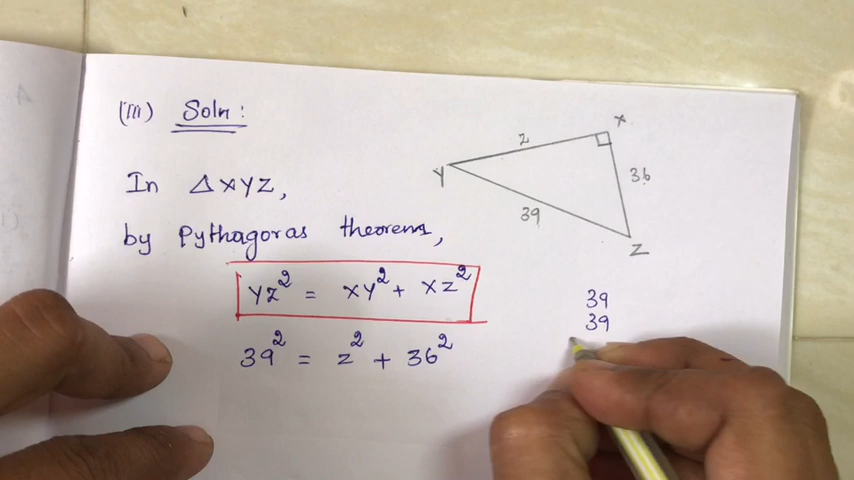 (III) Soln:
In ΔXYZ,
by Pythagoras theorem,
YZ² = XY² + XZ²
39² = z² + 36²
X
z
Y
36
39
Z
39
39